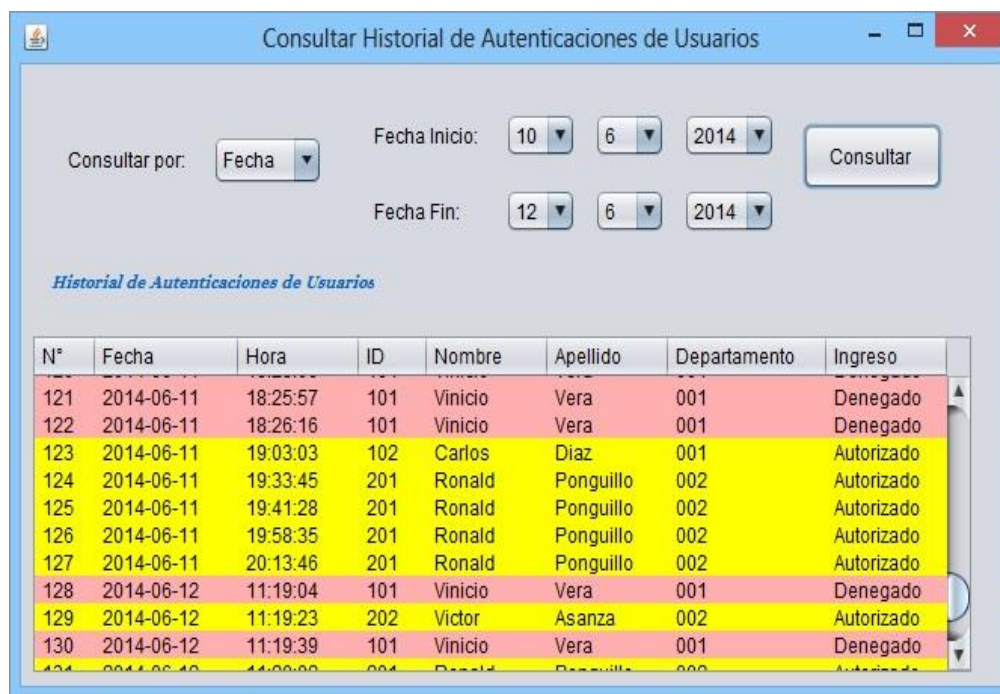 Consultar Historial de Autenticaciones de Usuarios
Consultar por: Fecha
Fecha Inicio: 10 6 2014
Consultar
Fecha Fin: 12 6 2014
Historial de Autenticaciones de Usuarios
N° Fecha Hora ID Nombre Apellido Departamento Ingreso
121 2014-06-11 18:25:57 101 Vinicio Vera 001 Denegado
122 2014-06-11 18:26:16 101 Vinicio Vera 001 Denegado
123 2014-06-11 19:03:03 102 Carlos Diaz 001 Autorizado
124 2014-06-11 19:33:45 201 Ronald Ponguillo 002 Autorizado
125 2014-06-11 19:41:28 201 Ronald Ponguillo 002 Autorizado
126 2014-06-11 19:58:35 201 Ronald Ponguillo 002 Autorizado
127 2014-06-11 20:13:46 201 Ronald Ponguillo 002 Autorizado
128 2014-06-12 11:19:04 101 Vinicio Vera 001 Denegado
129 2014-06-12 11:19:23 202 Victor Asanza 002 Autorizado
130 2014-06-12 11:19:39 101 Vinicio Vera 001 Denegado